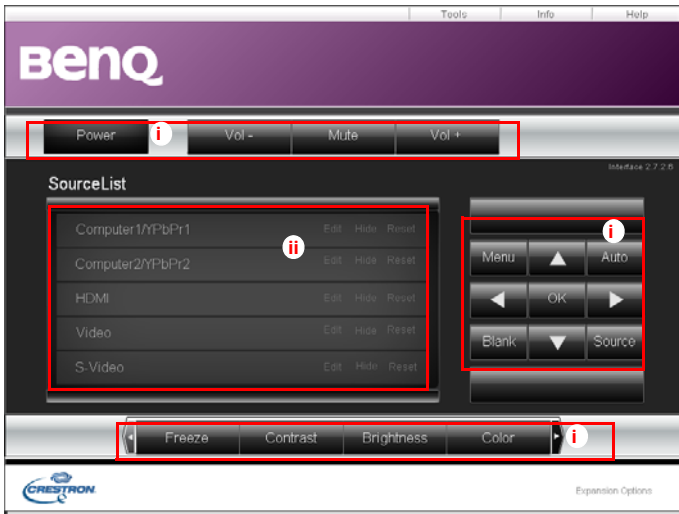 Tools Info Help
BenQ
Power i Vol - Mute Vol +
Interface 2.7.2.6
SourceList
Computer1/YPbPr1 Edit Hide Reset
Computer2/YPbPr2 Edit Hide Reset
HDMI Edit Hide Reset
Video Edit Hide Reset
S-Video Edit Hide Reset
ii
i
Menu Auto
OK
Blank Source
Freeze Contrast Brightness Color i
CRESTRON
Expansion Options